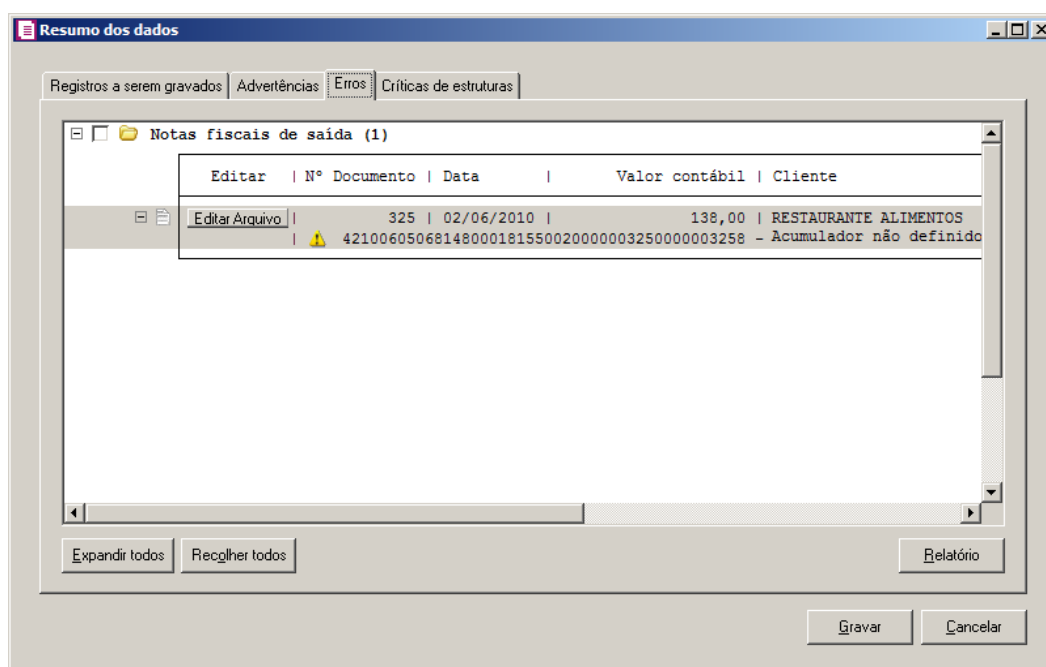 Resumo dos dados
Registros a serem gravados Advertências Erros Críticas de estruturas
Notas fiscais de saída (1)
Editar | Nº Documento | Data | Valor contábil | Cliente
Editar Arquivo | 325 | 02/06/2010 | 138,00 | RESTAURANTE ALIMENTOS
| 42100605068148000181550020000003250000003258 - Acumulador não definido
Expandir todos Recolher todos Relatório
Gravar Cancelar